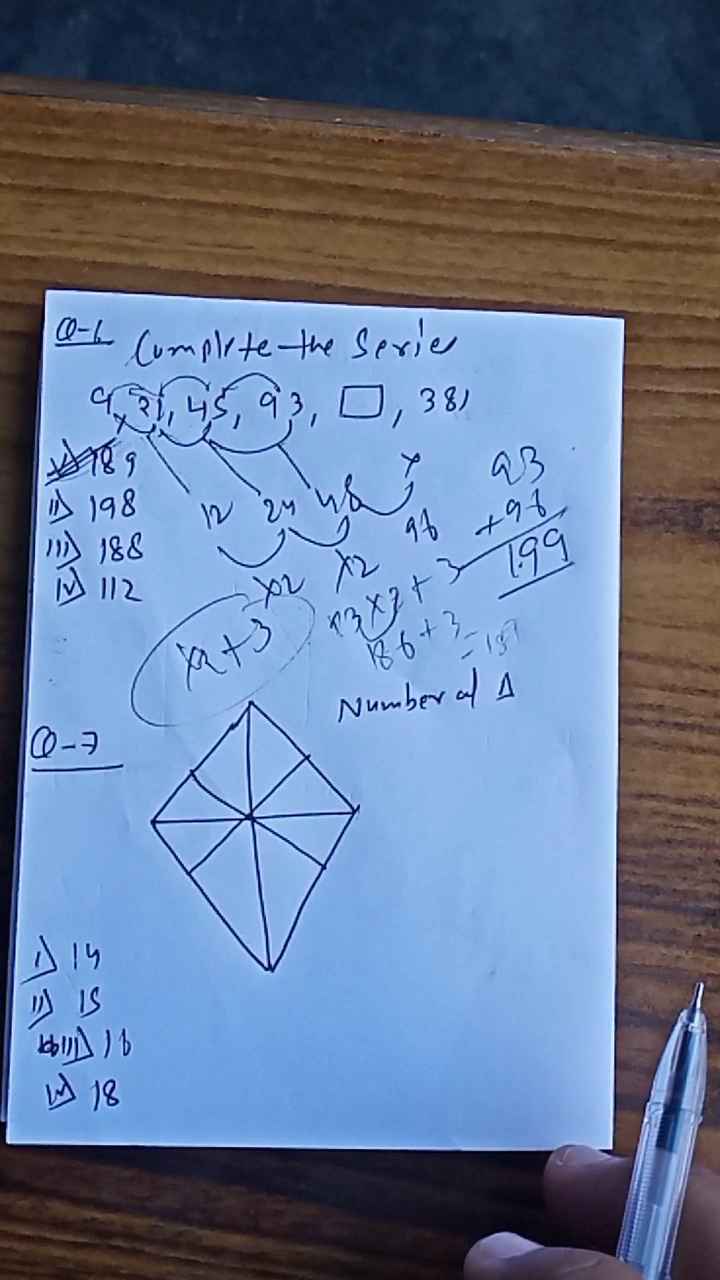 Q-6 Complete the Series
9, 21, 45, 93, □, 381
i) 189
ii) 198
iii) 188
iv) 112
12 24 48 x
96
x2 x2
93
+96
199
x2+3
93x2+3
186+3
=189
Number of Δ
Q-7
i) 14
ii) 15
iii) 16
iv) 18